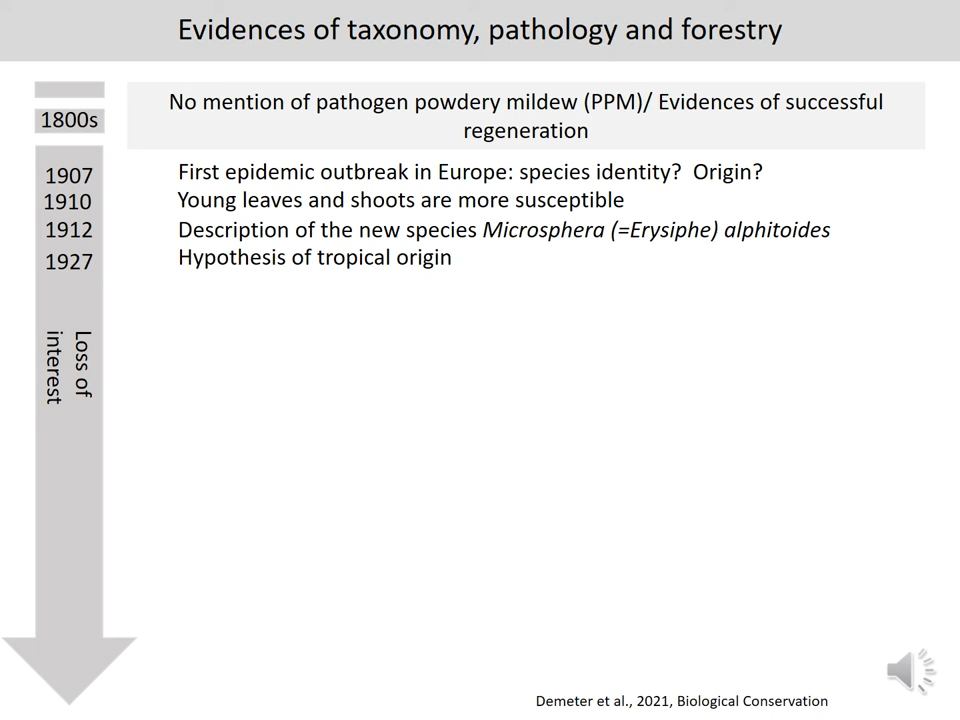 Evidences of taxonomy, pathology and forestry
1800s
No mention of pathogen powdery mildew (PPM)/ Evidences of successful
regeneration
1907 First epidemic outbreak in Europe: species identity? Origin?
1910 Young leaves and shoots are more susceptible
1912 Description of the new species Microsphera (=Erysiphe) alphitoides
1927 Hypothesis of tropical origin
Loss of
interest
Demeter et al., 2021, Biological Conservation